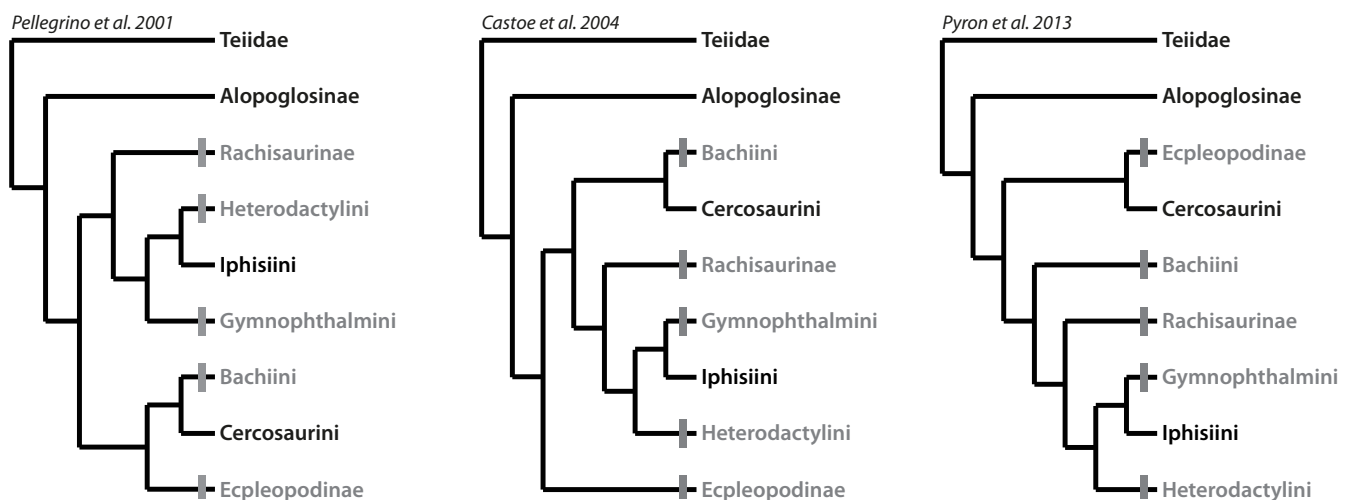 Pellegrino et al. 2001
Teiidae
Alopoglosinae
Rachisaurinae
Heterodactylini
Iphisiini
Gymnophthalmini
Bachiini
Cercosaurini
Ecpleopodinae
Castoe et al. 2004
Teiidae
Alopoglosinae
Bachiini
Cercosaurini
Rachisaurinae
Gymnophthalmini
Iphisiini
Heterodactylini
Ecpleopodinae
Pyron et al. 2013
Teiidae
Alopoglosinae
Ecpleopodinae
Cercosaurini
Bachiini
Rachisaurinae
Gymnophthalmini
Iphisiini
Heterodactylini